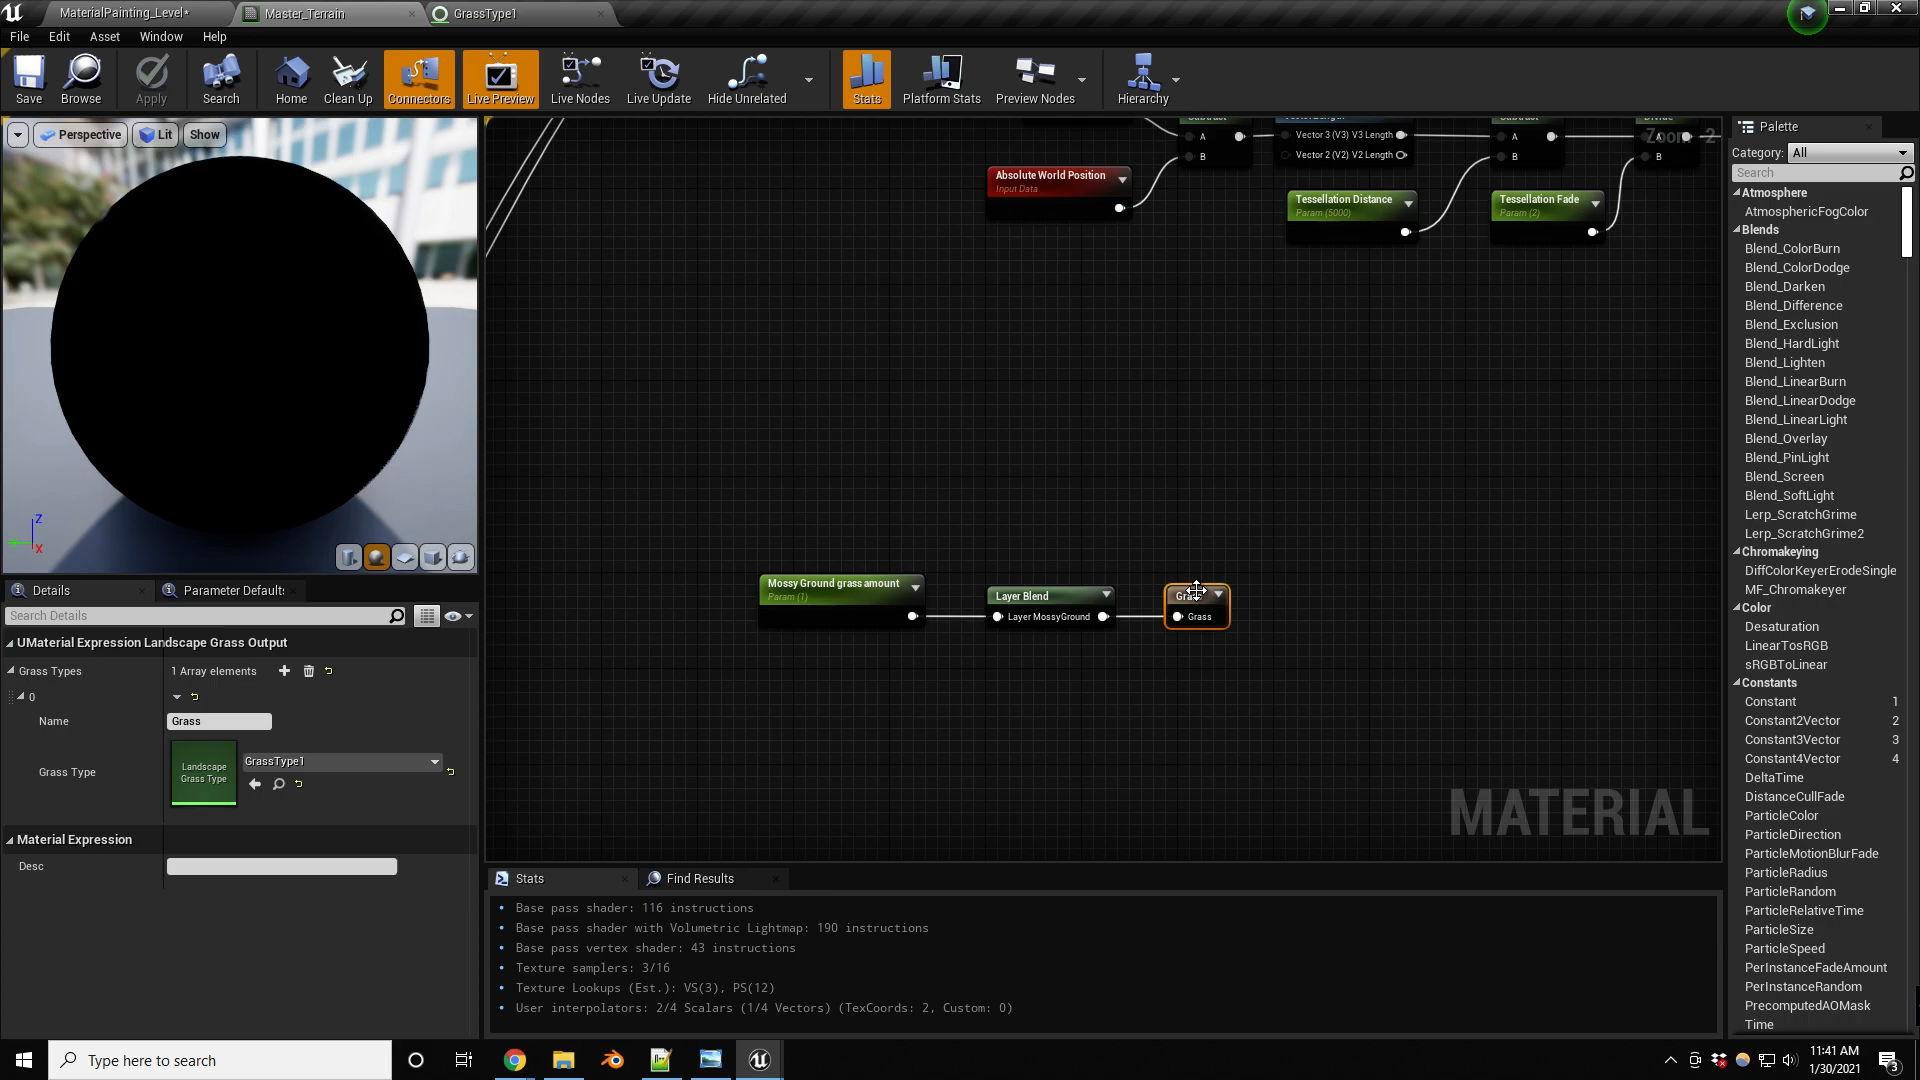 MaterialPainting_Level*
Master_Terrain
GrassType1
File
Edit
Asset
Window
Help
Save
Browse
Apply
Search
Home
Clean Up
Connectors
Live Preview
Live Nodes
Live Update
Hide Unrelated
Stats
Platform Stats
Preview Nodes
Hierarchy
Perspective
Lit
Show
Z
X
Zoom -2
A
B
Vector 3 (V3) V3 Length
Vector 2 (V2) V2 Length
A
B
B
Absolute World Position
Input Data
Tessellation Distance
Param (5000)
Tessellation Fade
Param (2)
Mossy Ground grass amount
Param (1)
Layer Blend
Layer MossyGround
Grass
MATERIAL
Details
Parameter Defaults
Search Details
UMaterial Expression Landscape Grass Output
Grass Types
1 Array elements
0
Name
Grass
Grass Type
Landscape
Grass Type
GrassType1
Material Expression
Desc
Stats
Find Results
Base pass shader: 116 instructions
Base pass shader with Volumetric Lightmap: 190 instructions
Base pass vertex shader: 43 instructions
Texture samplers: 3/16
Texture Lookups (Est.): VS(3), PS(12)
User interpolators: 2/4 Scalars (1/4 Vectors) (TexCoords: 2, Custom: 0)
Palette
Category: All
Search
Atmosphere
AtmosphericFogColor
Blends
Blend_ColorBurn
Blend_ColorDodge
Blend_Darken
Blend_Difference
Blend_Exclusion
Blend_HardLight
Blend_Lighten
Blend_LinearBurn
Blend_LinearDodge
Blend_LinearLight
Blend_Overlay
Blend_PinLight
Blend_Screen
Blend_SoftLight
Lerp_ScratchGrime
Lerp_ScratchGrime2
Chromakeying
DiffColorKeyerErodeSingle
MF_Chromakeyer
Color
Desaturation
LinearTosRGB
sRGBToLinear
Constants
Constant 1
Constant2Vector 2
Constant3Vector 3
Constant4Vector 4
DeltaTime
DistanceCullFade
ParticleColor
ParticleDirection
ParticleMotionBlurFade
ParticleRadius
ParticleRandom
ParticleRelativeTime
ParticleSize
ParticleSpeed
PerInstanceFadeAmount
PerInstanceRandom
PrecomputedAOMask
Time
Type here to search
11:41 AM
1/30/2021
3